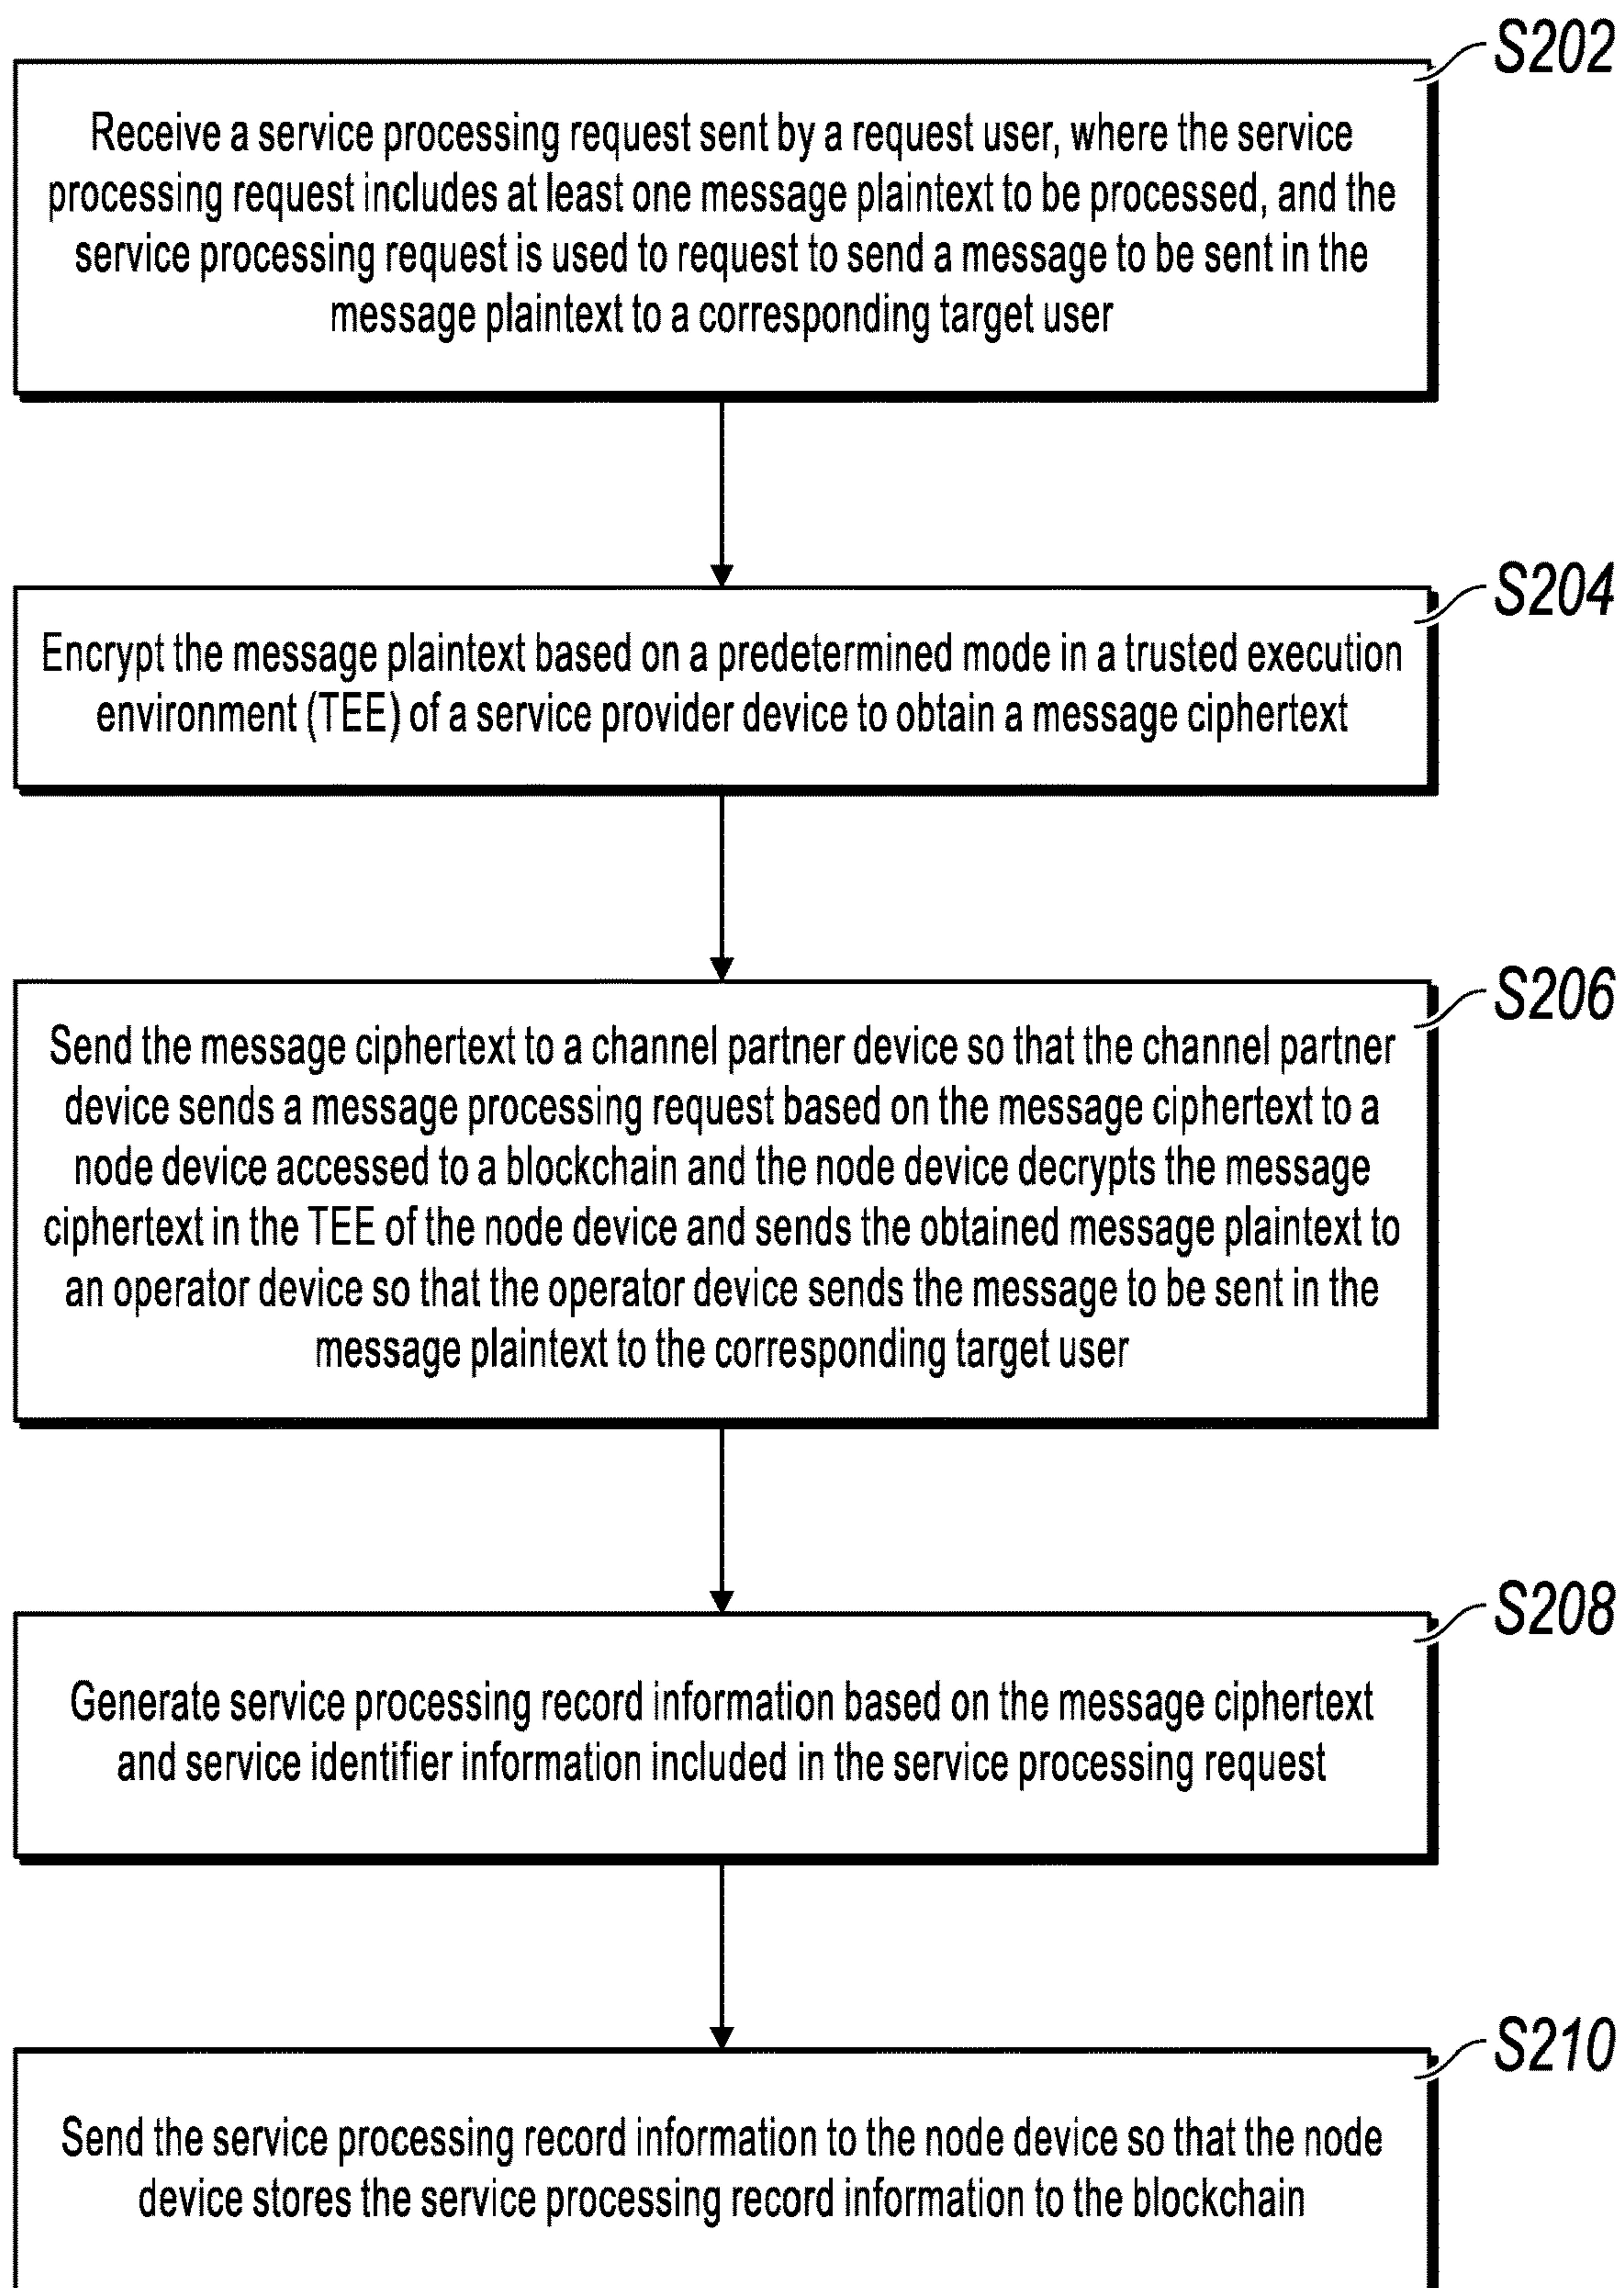 S202
Receive a service processing request sent by a request user, where the service
processing request includes at least one message plaintext to be processed, and the
service processing request is used to request to send a message to be sent in the
message plaintext to a corresponding target user
S204
Encrypt the message plaintext based on a predetermined mode in a trusted execution
environment (TEE) of a service provider device to obtain a message ciphertext
S206
Send the message ciphertext to a channel partner device so that the channel partner
device sends a message processing request based on the message ciphertext to a
node device accessed to a blockchain and the node device decrypts the message
ciphertext in the TEE of the node device and sends the obtained message plaintext to
an operator device so that the operator device sends the message to be sent in the
message plaintext to the corresponding target user
S208
Generate service processing record information based on the message ciphertext
and service identifier information included in the service processing request
S210
Send the service processing record information to the node device so that the node
device stores the service processing record information to the blockchain